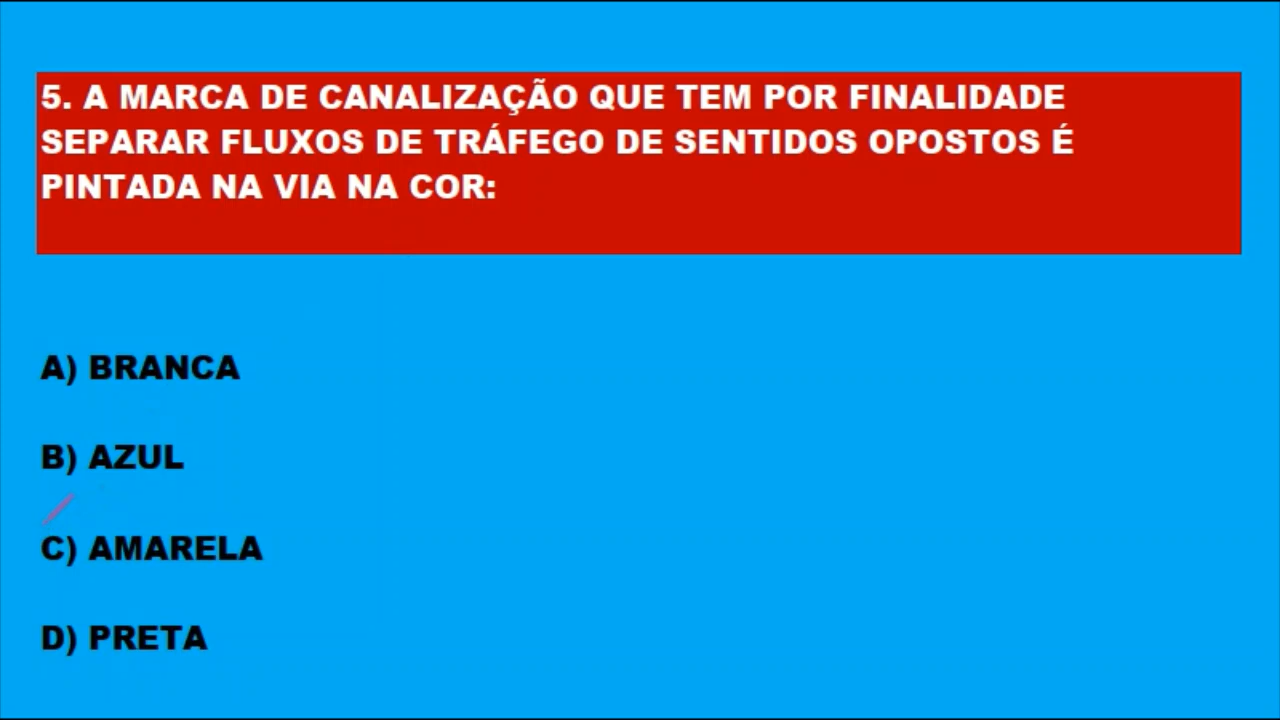 5. A MARCA DE CANALIZAÇÃO QUE TEM POR FINALIDADE
SEPARAR FLUXOS DE TRÁFEGO DE SENTIDOS OPOSTOS É
PINTADA NA VIA NA COR:
A) BRANCA
B) AZUL
C) AMARELA
D) PRETA